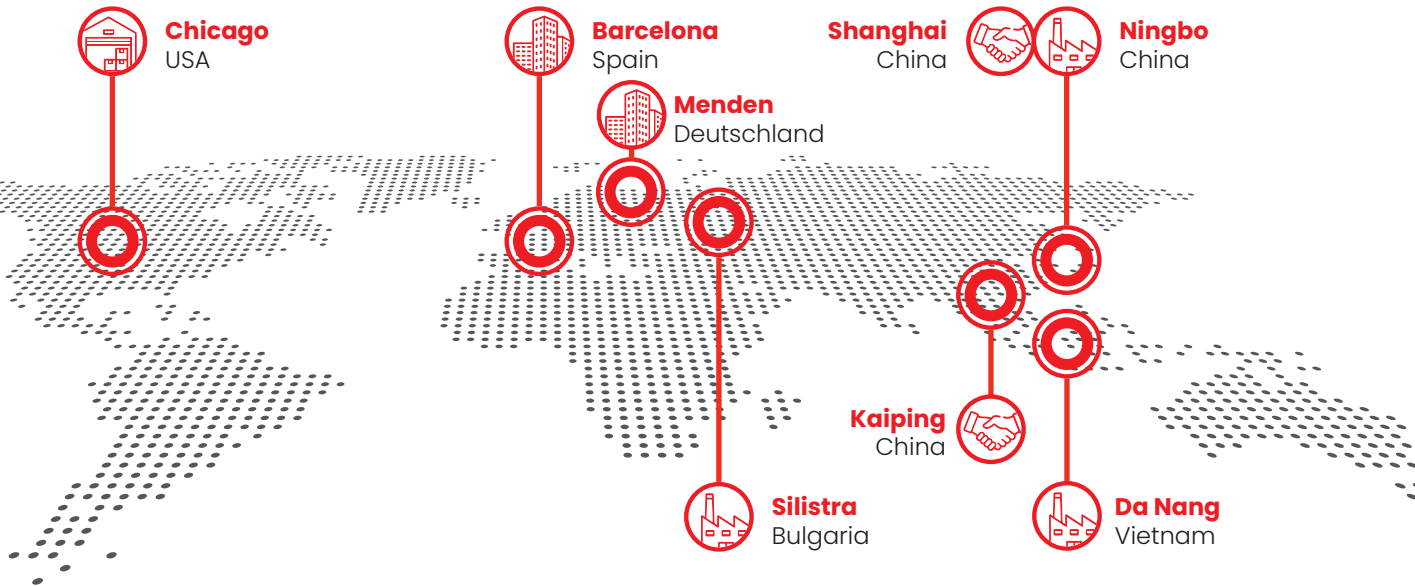 Chicago
USA
Barcelona
Spain
Menden
Deutschland
Shanghai
China
Ningbo
China
Kaiping
China
Silistra
Bulgaria
Da Nang
Vietnam